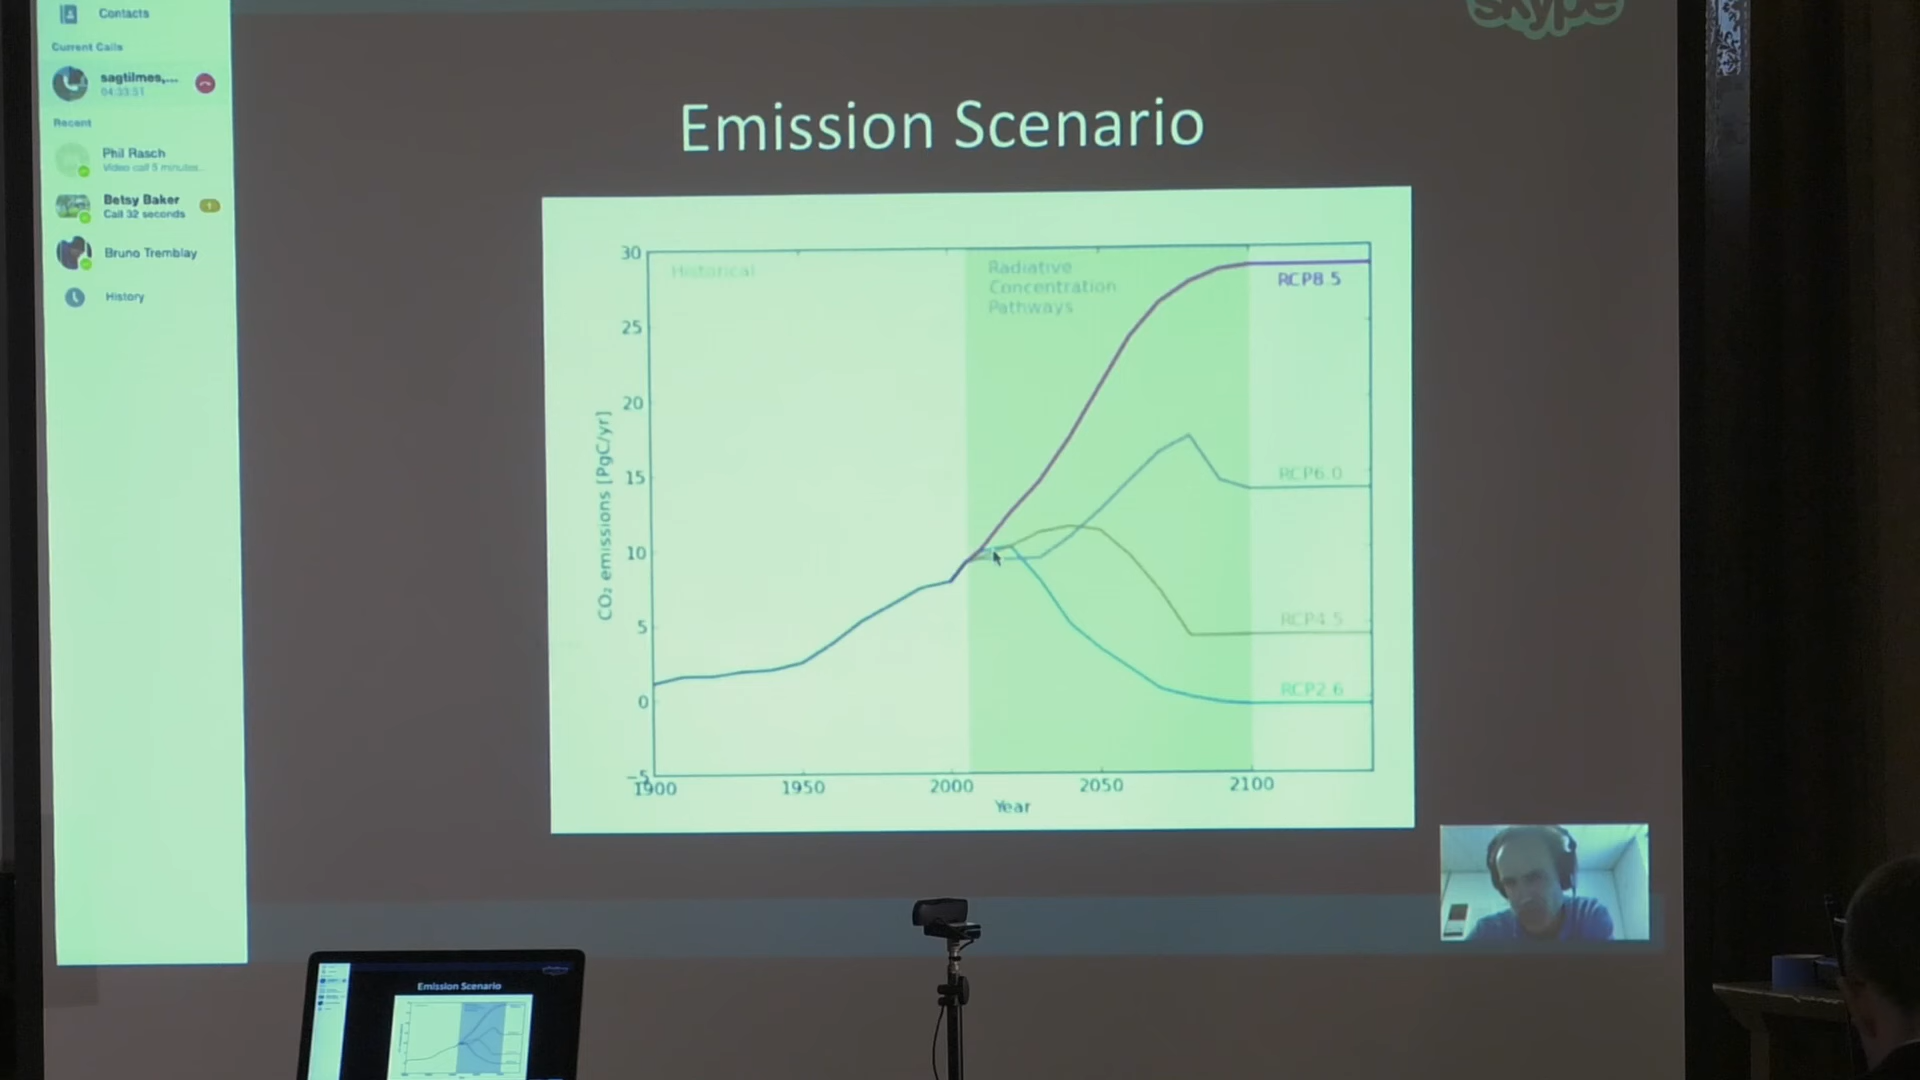 Contacts
Current Calls
sagtilmes,...
04:33:51
Recent
Phil Rasch
Video call 5 minutes...
Betsy Baker
Call 32 seconds
1
Bruno Tremblay
History
skype
Emission Scenario
30
25
20
15
10
5
0
-5
CO₂ emissions [PgC/yr]
Historical
Radiative
Concentration
Pathways
RCP8.5
RCP6.0
RCP4.5
RCP2.6
1900
1950
2000
2050
2100
Year
Emission Scenario